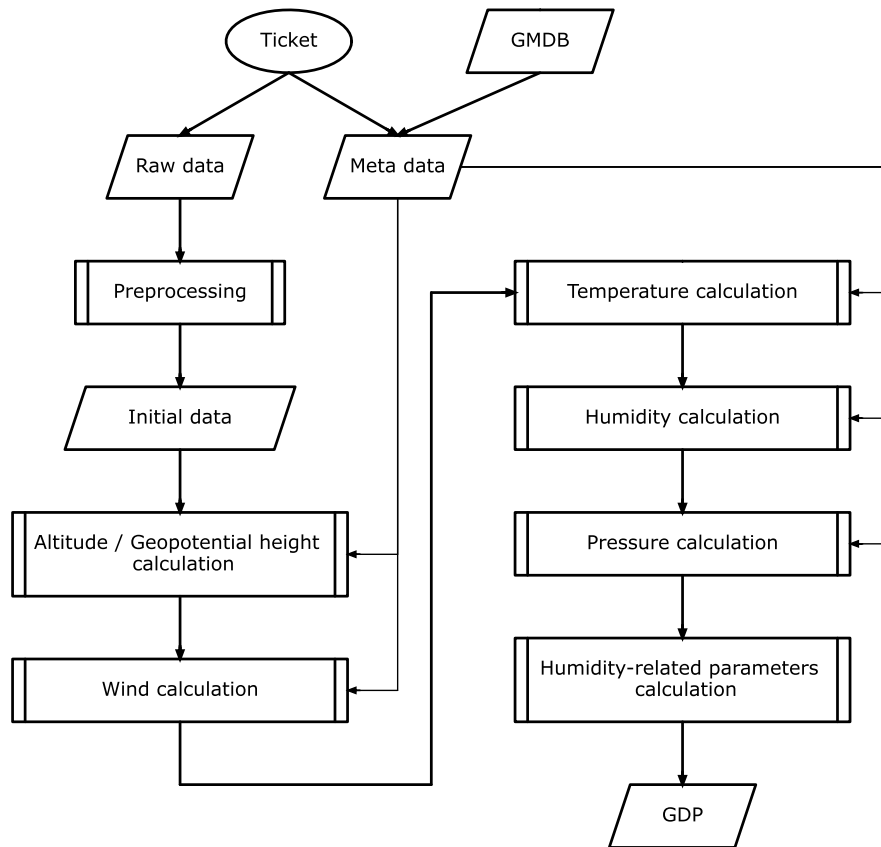 Ticket
GMDB
Raw data
Meta data
Preprocessing
Initial data
Altitude / Geopotential height
calculation
Wind calculation
Temperature calculation
Humidity calculation
Pressure calculation
Humidity-related parameters
calculation
GDP